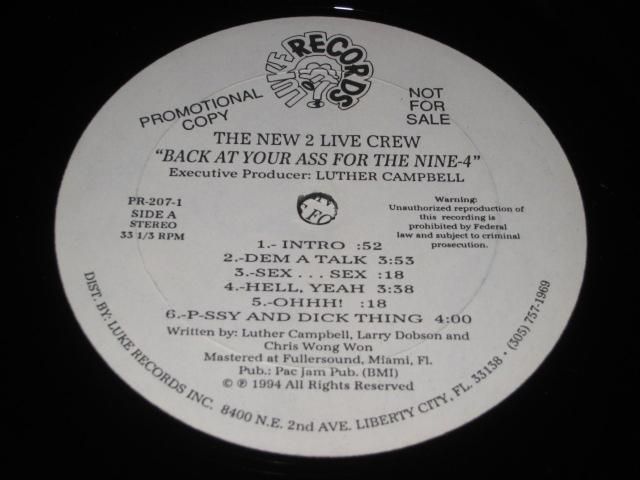 LUKE RECORDS
PROMOTIONAL COPY
NOT FOR SALE
THE NEW 2 LIVE CREW
"BACK AT YOUR ASS FOR THE NINE-4"
Executive Producer: LUTHER CAMPBELL
PR-207-1
SIDE A
STEREO
33 1/3 RPM
Warning:
Unauthorized reproduction of
this recording is
prohibited by Federal
law and subject to criminal
prosecution.
1.- INTRO :52
2.-DEM A TALK 3:53
3.-SEX . . . SEX :18
4.-HELL, YEAH 3:38
5.-OHHH! :18
6.-P-SSY AND DICK THING 4:00
Written by: Luther Campbell, Larry Dobson and
Chris Wong Won
Mastered at Fullersound, Miami, Fl.
Pub.: Pac Jam Pub. (BMI)
© ℗ 1994 All Rights Reserved
DIST. BY: LUKE RECORDS INC. 8400 N.E. 2nd AVE. LIBERTY CITY, FL. 33138 • (305) 757-1969